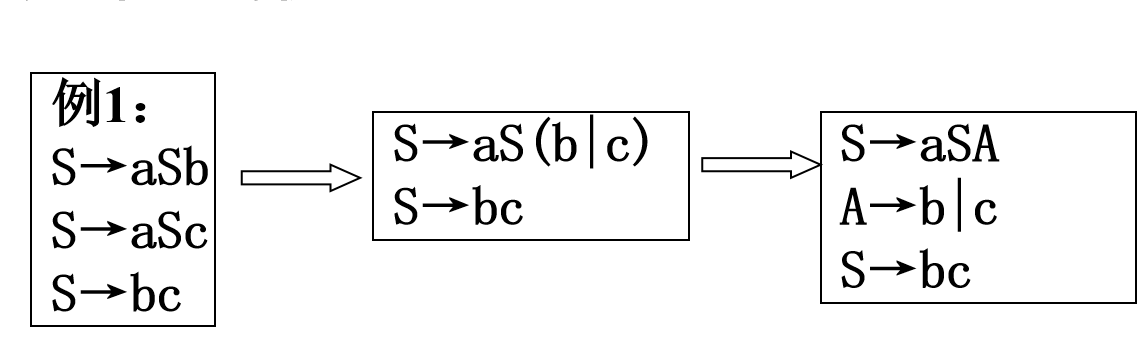 例1：
S→aSb
S→aSc
S→bc
S→aS(b|c)
S→bc
S→aSA
A→b|c
S→bc